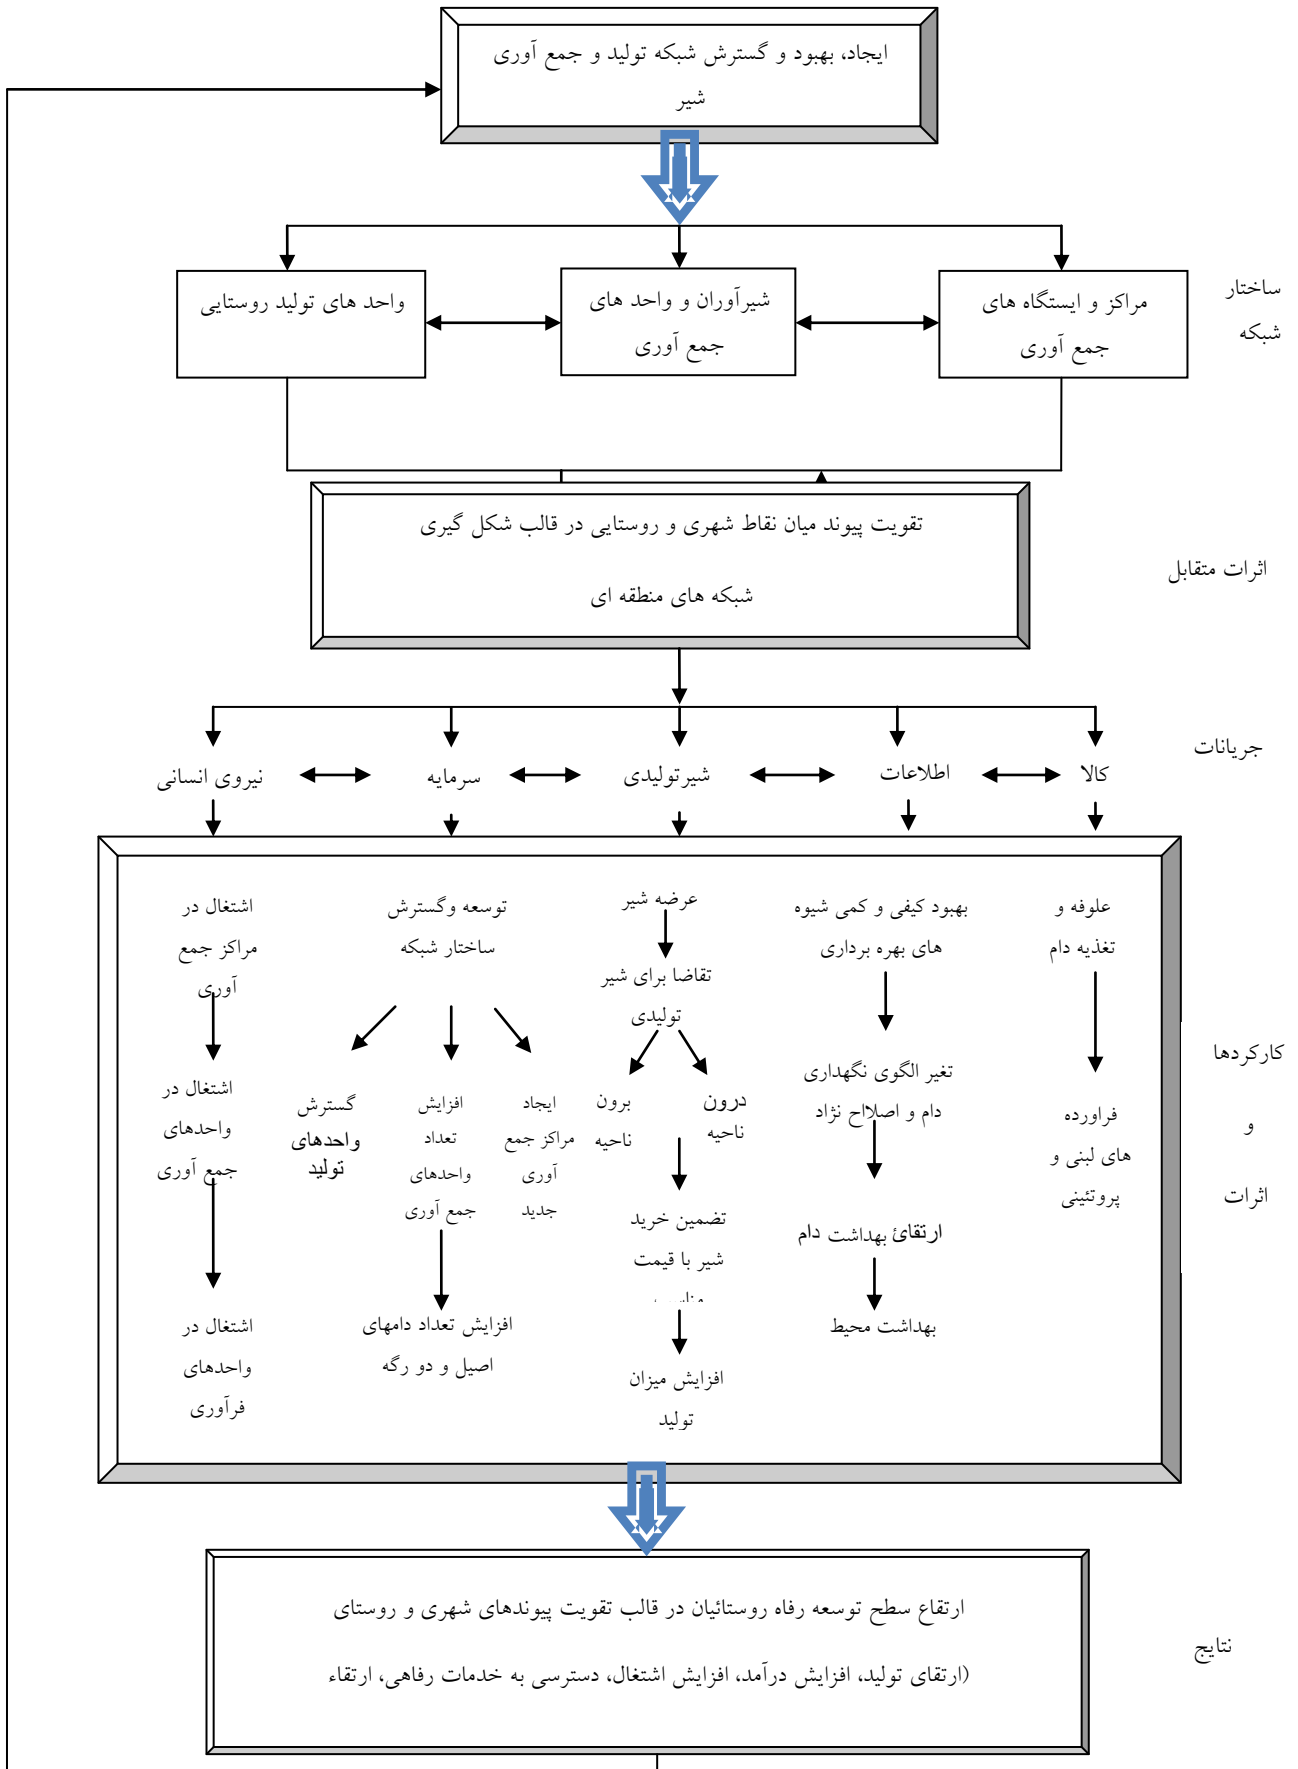 ایجاد، بهبود و گسترش شبکه تولید و جمع آوری
شیر
ساختار
شبکه
مراکز و ایستگاه های
جمع آوری
شیرآوران و واحد های
جمع آوری
واحد های تولید روستایی
تقویت پیوند میان نقاط شهری و روستایی در قالب شکل گیری
شبکه های منطقه ای
اثرات متقابل
جریانات
کالا
اطلاعات
شیرتولیدی
سرمایه
نیروی انسانی
کارکردها
و
اثرات
علوفه و
تغذیه دام
فراورده
های لبنی و
پروتئینی
بهبود کیفی و کمی شیوه
های بهره برداری
تغیر الگوی نگهداری
دام و اصلاح نژاد
ارتقائ بهداشت دام
بهداشت محیط
عرضه شیر
تقاضا برای شیر
تولیدی
درون
ناحیه
برون
ناحیه
تضمین خرید
شیر با قیمت
افزایش میزان
تولید
توسعه وگسترش
ساختار شبکه
ایجاد
مراکز جمع
آوری
جدید
افزایش
تعداد
واحدهای
جمع آوری
گسترش
واحدهای
تولید
افزایش تعداد دامهای
اصیل و دو رگه
اشتغال در
مراکز جمع
آوری
اشتغال در
واحدهای
جمع آوری
اشتغال در
واحدهای
فرآوری
ارتقاع سطح توسعه رفاه روستائیان در قالب تقویت پیوندهای شهری و روستای
(ارتقای تولید، افزایش درآمد، افزایش اشتغال، دسترسی به خدمات رفاهی، ارتقاء
نتایج